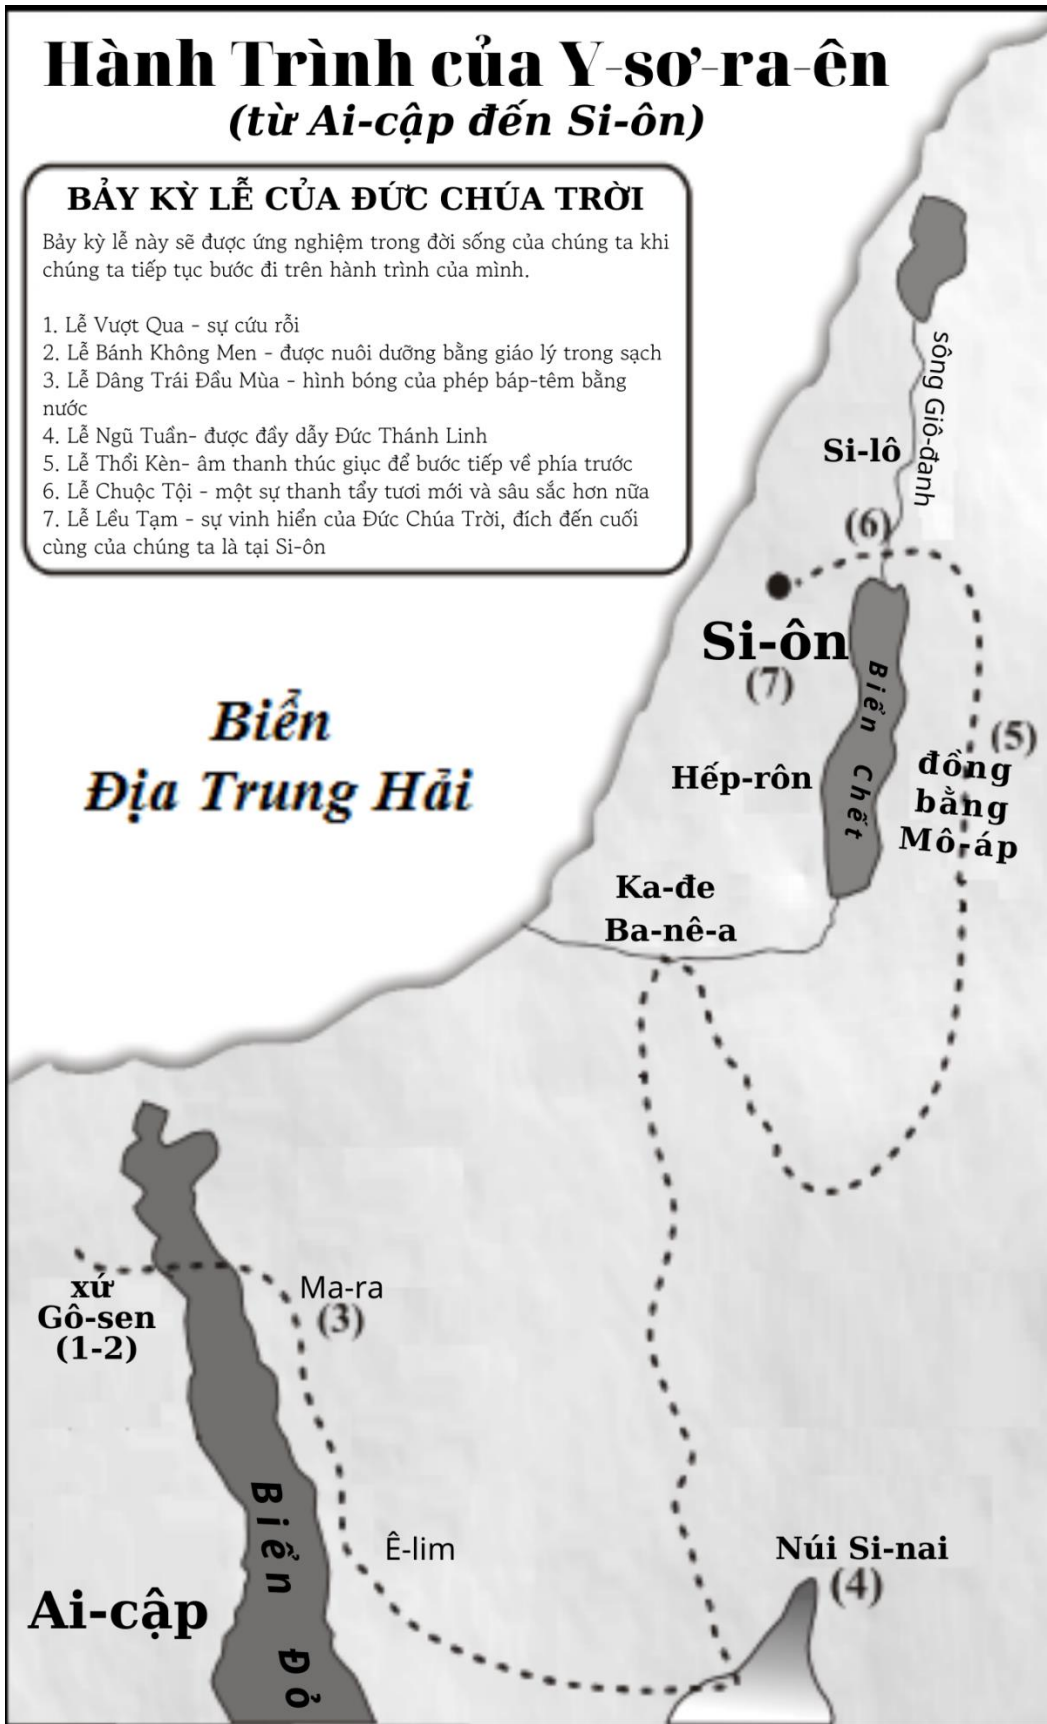 Hành Trình của Y-sơ-ra-ên
(từ Ai-cập đến Si-ôn)
BẢY KỲ LỄ CỦA ĐỨC CHÚA TRỜI
Bảy kỳ lễ này sẽ được ứng nghiệm trong đời sống của chúng ta khi
chúng ta tiếp tục bước đi trên hành trình của mình.
1. Lễ Vượt Qua - sự cứu rỗi
2. Lễ Bánh Không Men - được nuôi dưỡng bằng giáo lý trong sạch
3. Lễ Dâng Trái Đầu Mùa - hình bóng của phép báp-têm bằng
nước
4. Lễ Ngũ Tuần- được đầy dẫy Đức Thánh Linh
5. Lễ Thổi Kèn- âm thanh thúc giục để bước tiếp về phía trước
6. Lễ Chuộc Tội - một sự thanh tẩy tươi mới và sâu sắc hơn nữa
7. Lễ Lều Tạm - sự vinh hiển của Đức Chúa Trời, đích đến cuối
cùng của chúng ta là tại Si-ôn
sông Giô-đanh
Si-lô
(6)
Si-ôn
(7)
Biển Chết
(5)
Biển
Địa Trung Hải
Hếp-rôn
đồng
bằng
Mô-áp
Ka-đe
Ba-nê-a
xứ
Gô-sen
(1-2)
Ma-ra
(3)
Biển Đỏ
Ê-lim
Núi Si-nai
(4)
Ai-cập